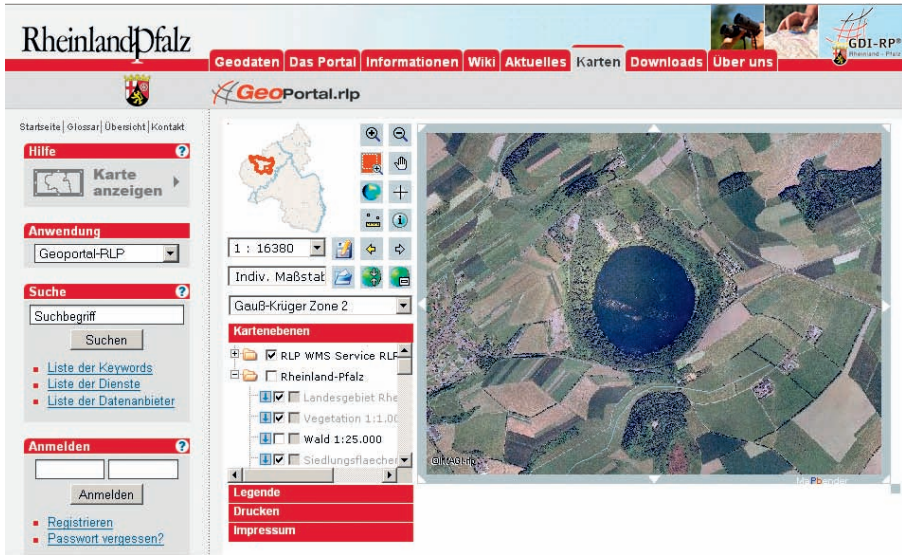 RheinlandPfalz
GDI-RP®
Rheinland-Pfalz
Geodaten Das Portal Informationen Wiki Aktuelles Karten Downloads Über uns
GeoPortal.rlp
Startseite| Glossar| Übersicht| Kontakt
Hilfe ?
Karte
anzeigen
Anwendung
Geoportal-RLP
Suche ?
Suchbegriff
Suchen
Liste der Keywords
Liste der Dienste
Liste der Datenanbieter
Anmelden ?
Anmelden
Registrieren
Passwort vergessen?
1 : 16380
Indiv. Maßstab
Gauß-Krüger Zone 2
Kartenebenen
RLP WMS Service RLP
Rheinland-Pfalz
Landesgebiet Rhe
Vegetation 1:1.00
Wald 1:25.000
Siedlungsflaechen
Legende
Drucken
Impressum
MaPbender